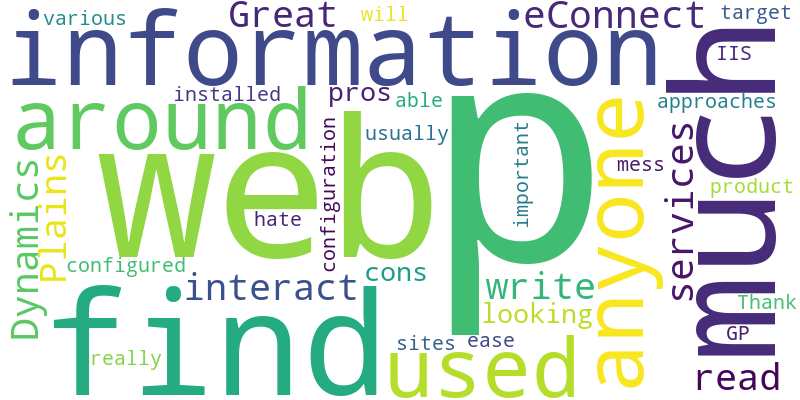 various
Great
will
eConnect
target
information
IIS
installed
pros
able
approaches
around
usually
web
p
anyone
much
important
configuration
services
mess
Dynamics
Plains
product
hate
configured
interact
cons
write
looking
Thank
find
GP
really
sites
ease
used
read